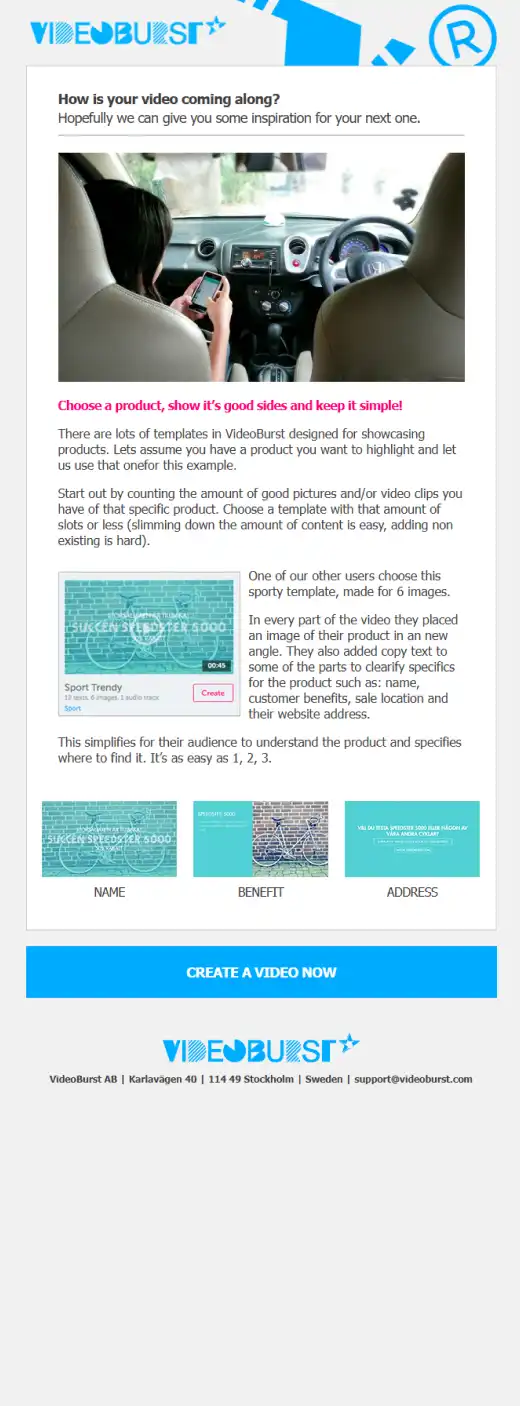 VIDEOBURST
R
How is your video coming along?
Hopefully we can give you some inspiration for your next one.
Choose a product, show it's good sides and keep it simple!
There are lots of templates in VideoBurst designed for showcasing
products. Lets assume you have a product you want to highlight and let
us use that onefor this example.
Start out by counting the amount of good pictures and/or video clips you
have of that specific product. Choose a template with that amount of
slots or less (slimming down the amount of content is easy, adding non
existing is hard).
SUCCÉN SPEEDSTER 5000
00:45
Sport Trendy
12 texts, 6 images, 1 audio track
Create
Sport
One of our other users choose this
sporty template, made for 6 images.
In every part of the video they placed
an image of their product in an new
angle. They also added copy text to
some of the parts to clearify specifics
for the product such as: name,
customer benefits, sale location and
their website address.
This simplifies for their audience to understand the product and specifies
where to find it. It's as easy as 1, 2, 3.
SUCCÉN SPEEDSTER 5000
SPEEDSTE 5000
VILL DU TESTA SPEEDSTER 5000 ELLER NÅGON AV
VÅRA ANDRA CYKLAR?
NAME
BENEFIT
ADDRESS
CREATE A VIDEO NOW
VIDEOBURST
VideoBurst AB | Karlavägen 40 | 114 49 Stockholm | Sweden | support@videoburst.com